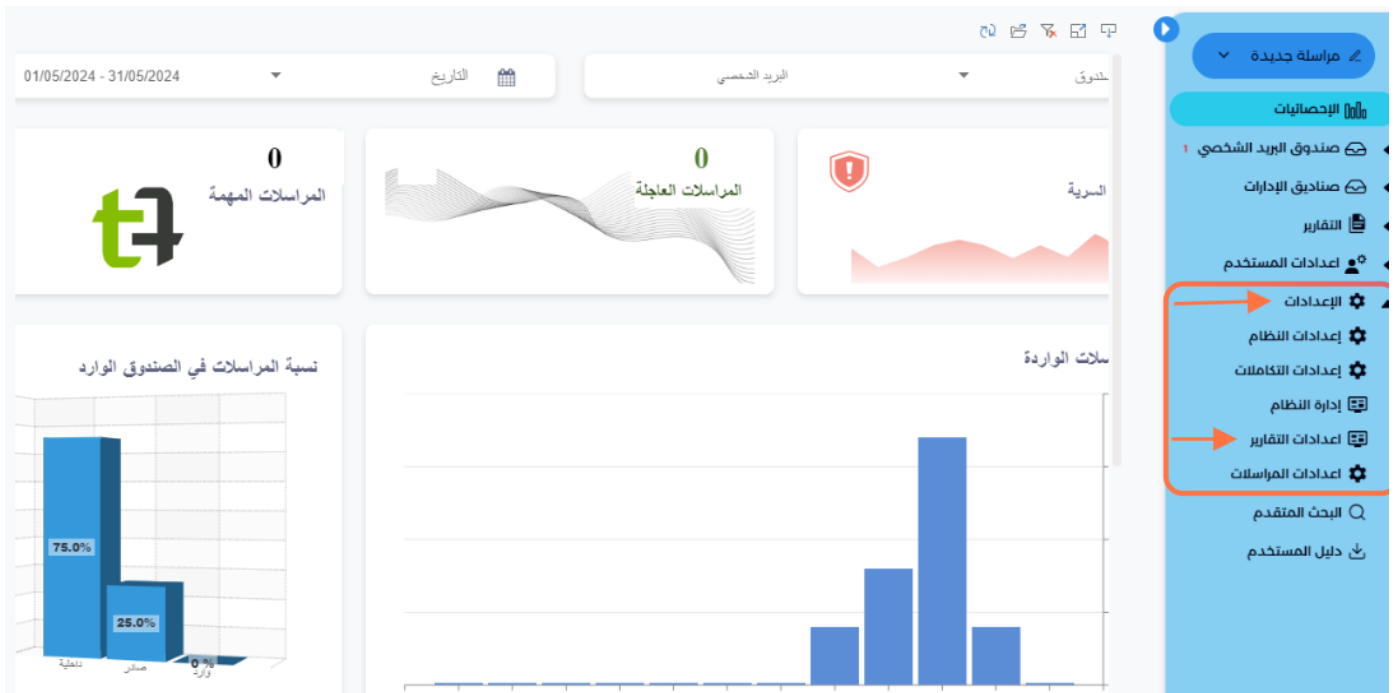 مراسلة جديدة
الإحصائيات
صندوق البريد الشخصي 1
صناديق الإدارات
التقارير
اعدادات المستخدم
الإعدادات
إعدادات النظام
إعدادات التكاملات
إدارة النظام
اعدادات التقارير
اعدادات المراسلات
البحث المتقدم
دليل المستخدم
البريد الشخصي
التاريخ
01/05/2024 - 31/05/2024
السرية
0
المراسلات العاجلة
0
المراسلات المهمة
الواردة
نسبة المراسلات في الصندوق الوارد
75.0%
25.0%
0 %
داخلية
صادر
وارد